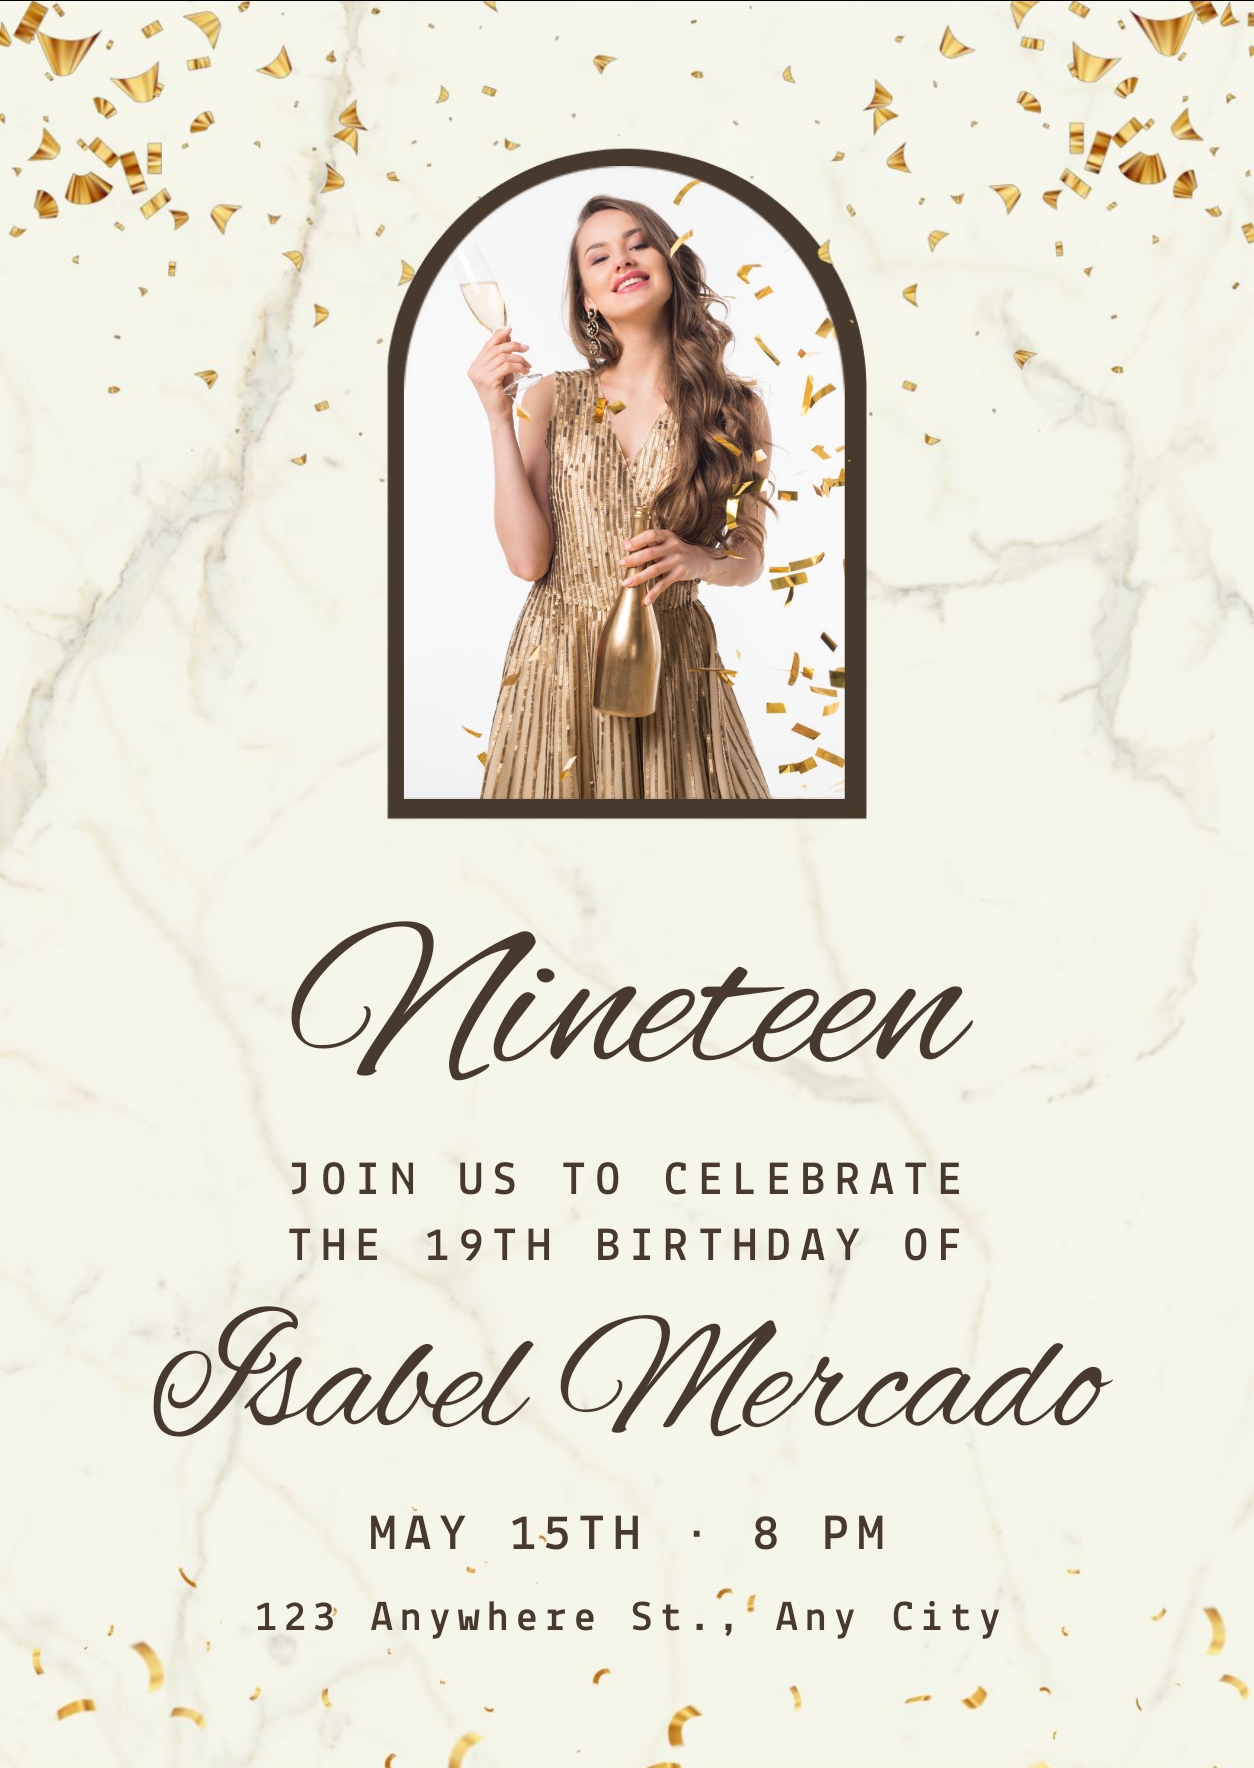 Nineteen
JOIN US TO CELEBRATE
THE 19TH BIRTHDAY OF
Isabel Mercado
MAY 15TH · 8 PM
123 Anywhere St., Any City